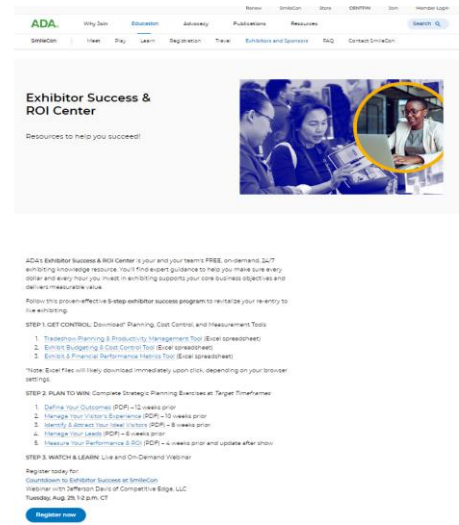 Renew SmileCon Store Join Member Login
ADA. Why Join Education Advocacy Publications Resources Search
SmileCon Meet Play Learn Registration Travel Exhibitors and Sponsors FAQ Contact SmileCon
Exhibitor Success &
ROI Center
Resources to help you succeed!
ADA's Exhibitor Success & ROI Center is your and your team's FREE, on-demand, 24/7
exhibiting knowledge resource. You'll find expert guidance to help you make sure every
dollar and every hour you invest in exhibiting supports your core business objectives and
delivers measurable value.
Follow this proven-effective 5-step exhibitor success program to revitalize your re-entry to
live exhibiting.
STEP 1. GET CONTROL: Download* Planning, Cost Control, and Measurement Tools
1. Tradeshow Planning & Productivity Management Tool (Excel spreadsheet)
2. Exhibit Budgeting & Cost Control Tool (Excel spreadsheet)
3. Exhibit & Financial Performance Metrics Tool (Excel spreadsheet)
*Note: Excel files will likely download immediately upon click, depending on your browser
settings.
STEP 2. PLAN TO WIN: Complete Strategic Planning Exercises at Target Timeframes
1. Define Your Outcomes (PDF) – 12 weeks prior
2. Manage Your Visitor's Experience (PDF) – 10 weeks prior
3. Identify & Attract Your Ideal Visitors (PDF) – 8 weeks prior
4. Manage Your Leads (PDF) – 6 weeks prior
5. Measure Your Performance & ROI (PDF) – 4 weeks prior and update after show
STEP 3. WATCH & LEARN: Live and On-Demand Webinar
Register today for:
Countdown to Exhibitor Success at SmileCon
Webinar with Jefferson Davis of Competitive Edge, LLC
Tuesday, Aug. 29, 1-2 p.m. CT
Register now